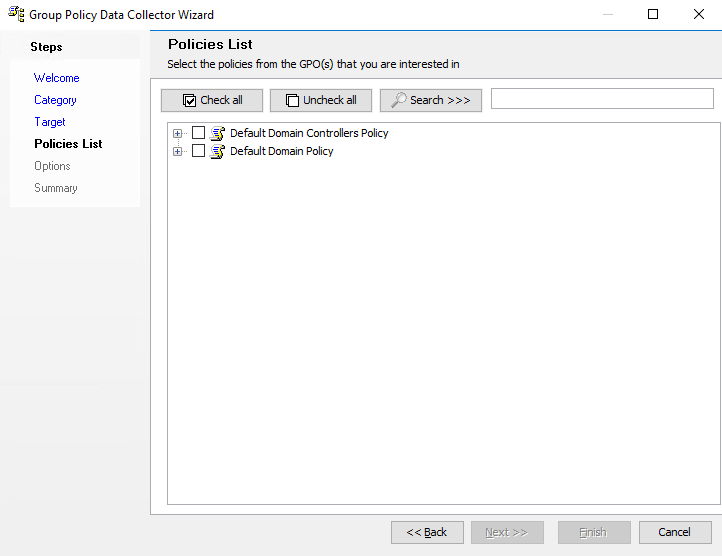 Group Policy Data Collector Wizard
Steps
Welcome
Category
Target
Policies List
Options
Summary
Policies List
Select the policies from the GPO(s) that you are interested in
Check all Uncheck all Search >>>
Default Domain Controllers Policy
Default Domain Policy
<< Back Next >> Finish Cancel